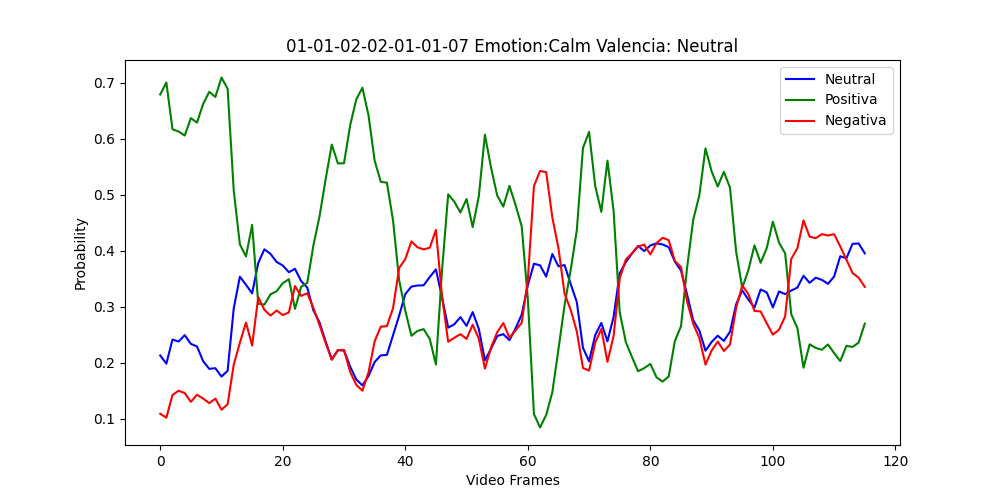 01-01-02-02-01-01-07 Emotion:Calm Valencia: Neutral
Neutral
Positiva
Negativa
Probability
0.7
0.6
0.5
0.4
0.3
0.2
0.1
0 20 40 60 80 100 120
Video Frames